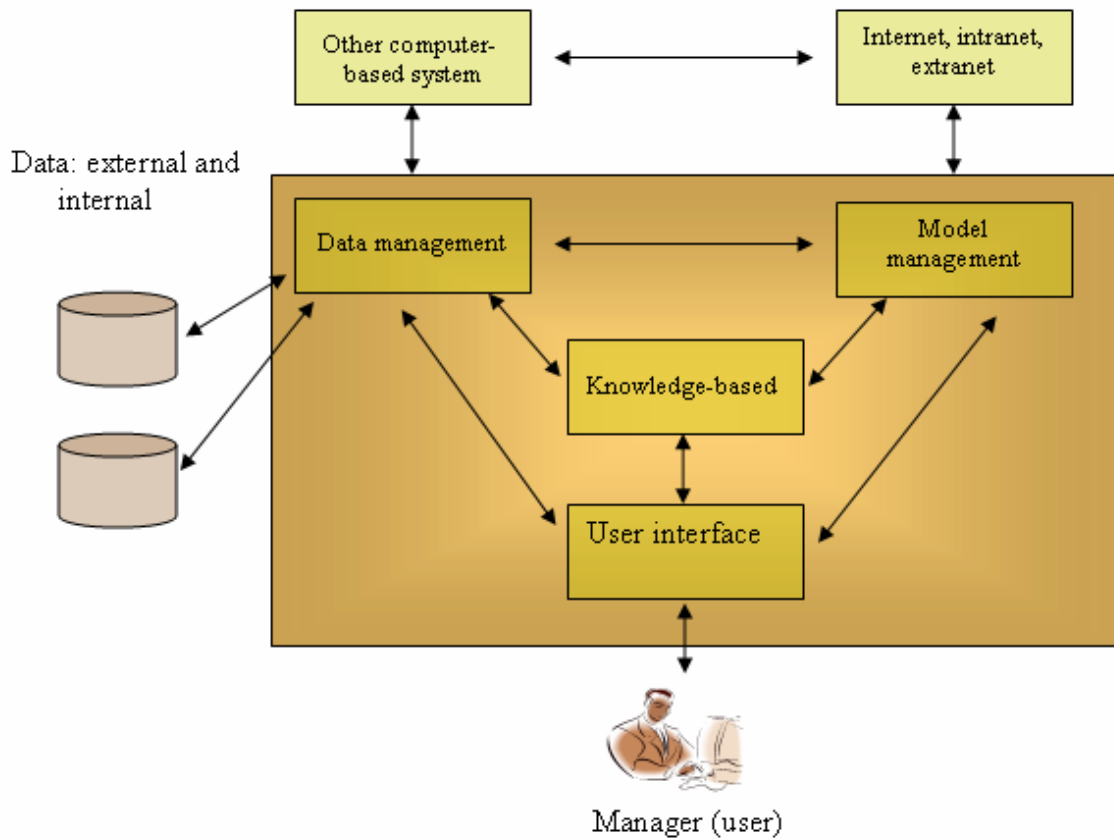 Other computer-
based system
Internet, intranet,
extranet
Data: external and
internal
Data management
Model
management
Knowledge-based
User interface
Manager (user)